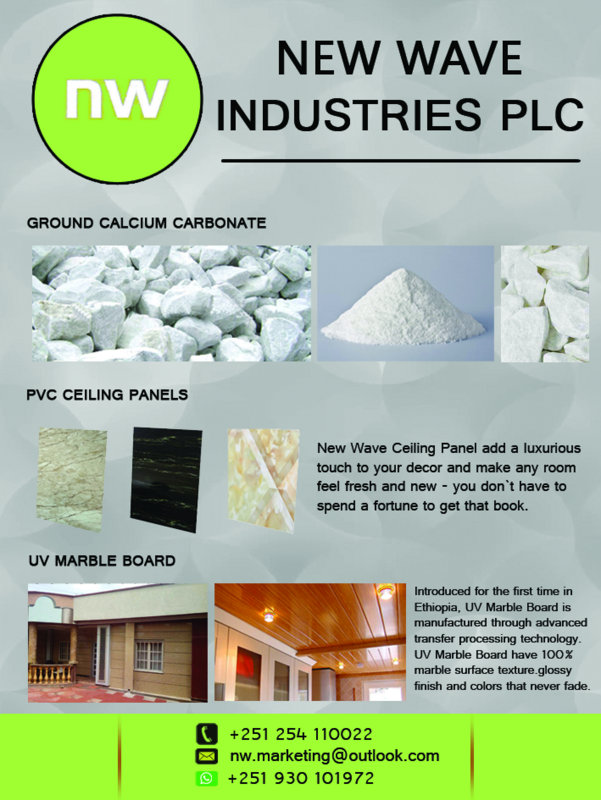 nw
NEW WAVE
INDUSTRIES PLC
GROUND CALCIUM CARBONATE
PVC CEILING PANELS
New Wave Ceiling Panel add a luxurious
touch to your decor and make any room
feel fresh and new - you don`t have to
spend a fortune to get that book.
UV MARBLE BOARD
Introduced for the first time in
Ethiopia, UV Marble Board is
manufactured through advanced
transfer processing technology.
UV Marble Board have 100%
marble surface texture.glossy
finish and colors that never fade.
+251 254 110022
nw.marketing@outlook.com
+251 930 101972